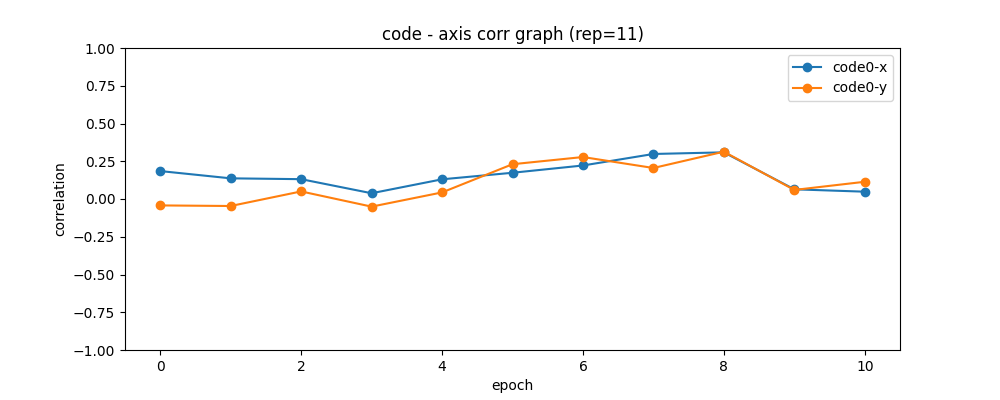 code - axis corr graph (rep=11)
1.00
0.75
0.50
0.25
0.00
−0.25
−0.50
−0.75
−1.00
correlation
code0-x
code0-y
0 2 4 6 8 10
epoch